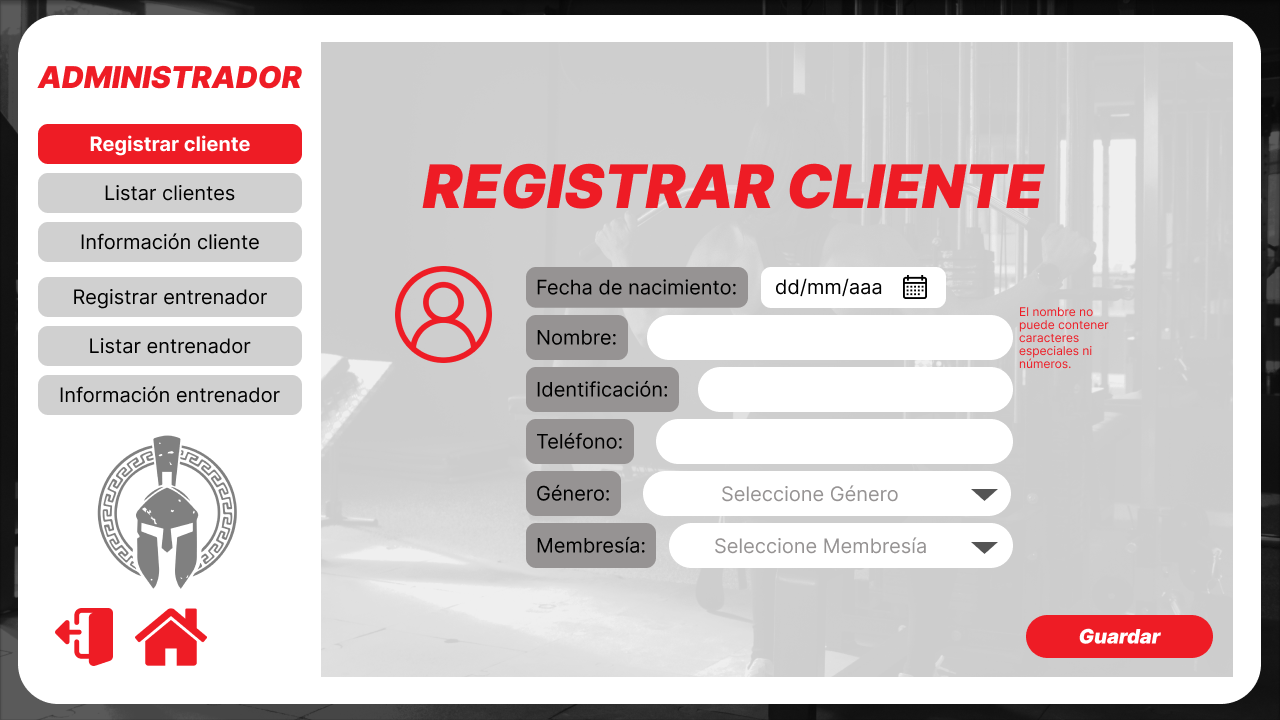 ADMINISTRADOR
Registrar cliente
Listar clientes
Información cliente
Registrar entrenador
Listar entrenador
Información entrenador
REGISTRAR CLIENTE
Fecha de nacimiento:
dd/mm/aaa
Nombre:
El nombre no
puede contener
caracteres
especiales ni
números.
Identificación:
Teléfono:
Género:
Seleccione Género
Membresía:
Seleccione Membresía
Guardar